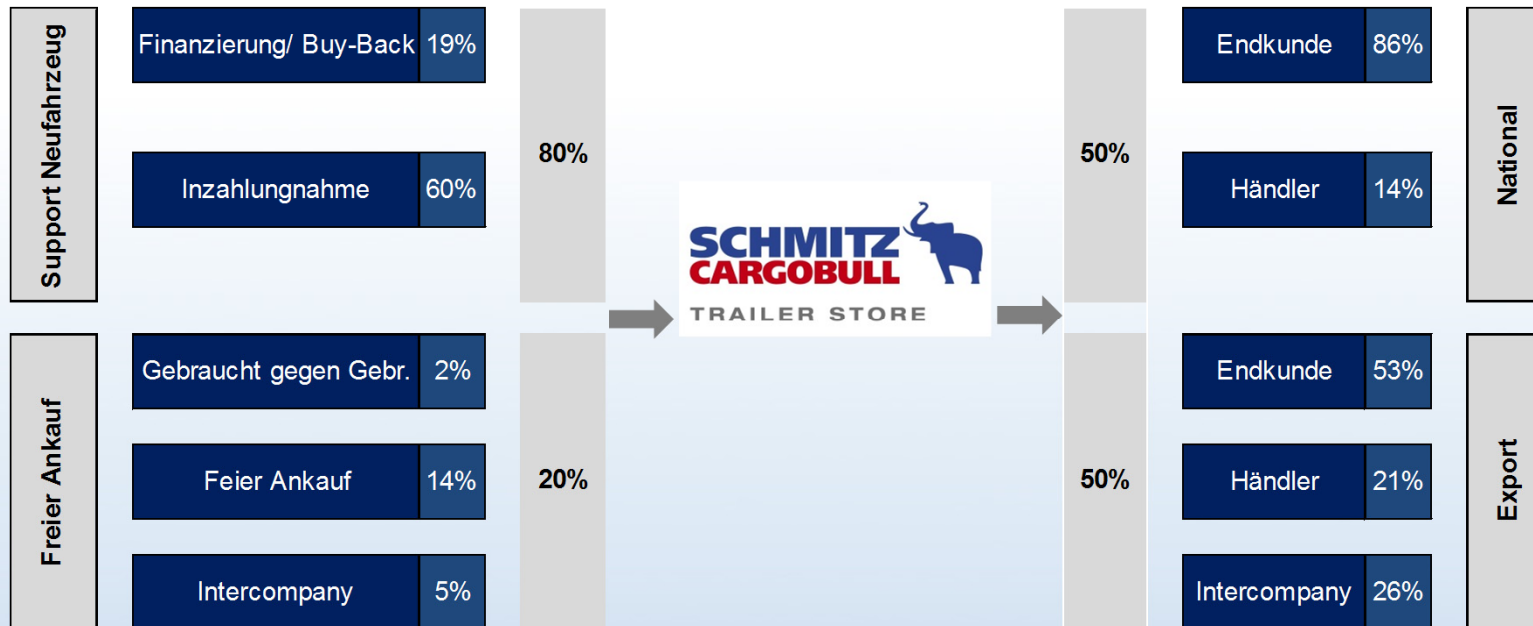 Support Neufahrzeug
Finanzierung/ Buy-Back 19%
Inzahlungnahme 60%
80%
Freier Ankauf
Gebraucht gegen Gebr. 2%
Feier Ankauf 14%
Intercompany 5%
20%
SCHMITZ
CARGOBULL
TRAILER STORE
50%
Endkunde 86%
Händler 14%
National
50%
Endkunde 53%
Händler 21%
Intercompany 26%
Export